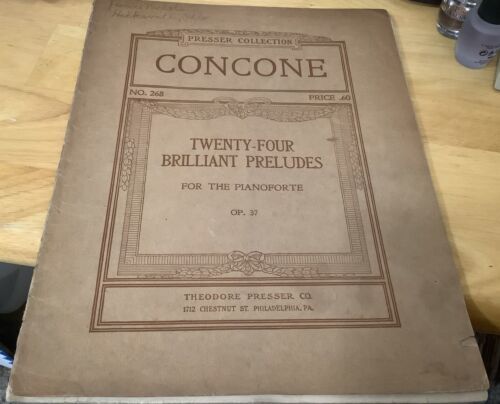 PRESSER COLLECTION
CONCONE
NO. 268 PRICE .60
TWENTY-FOUR
BRILLIANT PRELUDES
FOR THE PIANOFORTE
OP. 37
THEODORE PRESSER CO.
1712 CHESTNUT ST. PHILADELPHIA, PA.